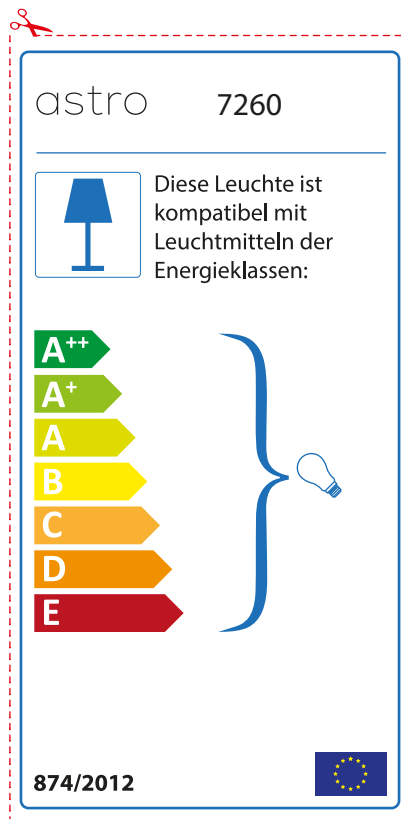 astro 7260
Diese Leuchte ist
kompatibel mit
Leuchtmitteln der
Energieklassen:
A++
A+
A
B
C
D
E
874/2012